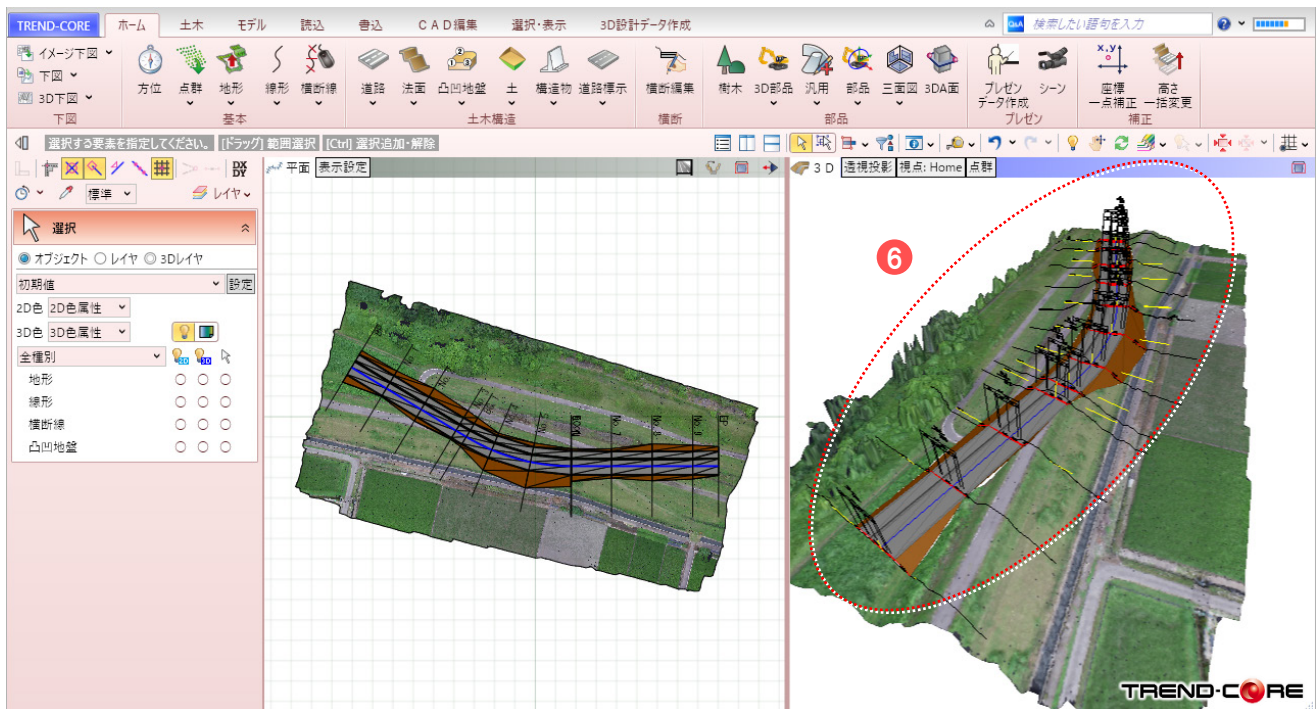 TREND-CORE ホーム 土木 モデル 読込 書込 CAD編集 選択・表示 3D設計データ作成 Q&A 検索したい語句を入力
イメージ下図
下図
3D下図
方位 点群 地形 線形 横断線 道路 法面 凸凹地盤 土 構造物 道路標示 横断編集 樹木 3D部品 汎用 部品 三面図 3DA面 プレゼンデータ作成 シーン 座標一点補正 高さ一括変更
下図 基本 土木構造 横断 部品 プレゼン 補正
選択する要素を指定してください。 [ドラッグ] 範囲選択 [Ctrl] 選択追加・解除
標準 レイヤ
平面 表示設定
3D 透視投影 視点: Home 点群
選択
オブジェクト レイヤ 3Dレイヤ
初期値 設定
2D色 2D色属性
3D色 3D色属性
全種別 2D 3D
地形
線形
横断線
凸凹地盤
EP
6
TREND-CORE